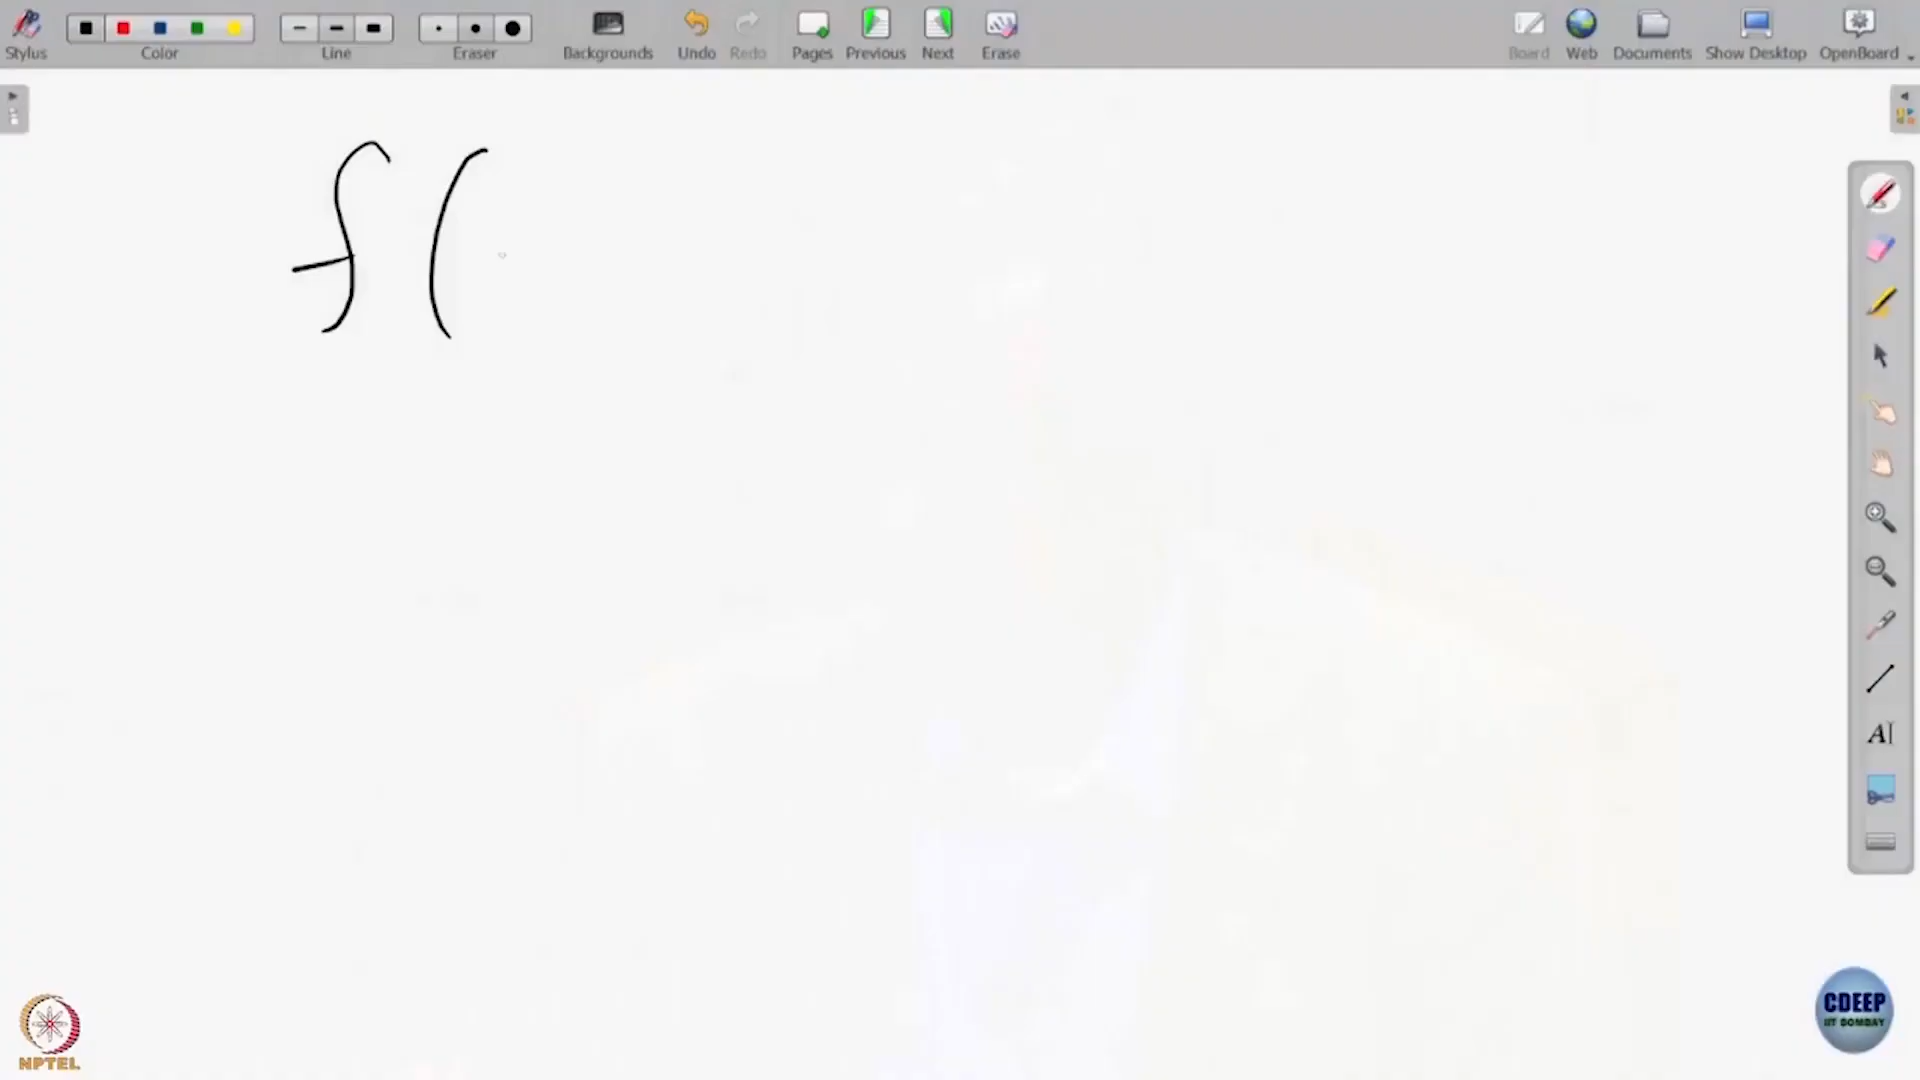 Stylus
Color
Line
Eraser
Backgrounds
Undo
Redo
Pages
Previous
Next
Erase
Board
Web
Documents
Show Desktop
OpenBoard
f (
AI
NPTEL
CDEEP
IIT BOMBAY